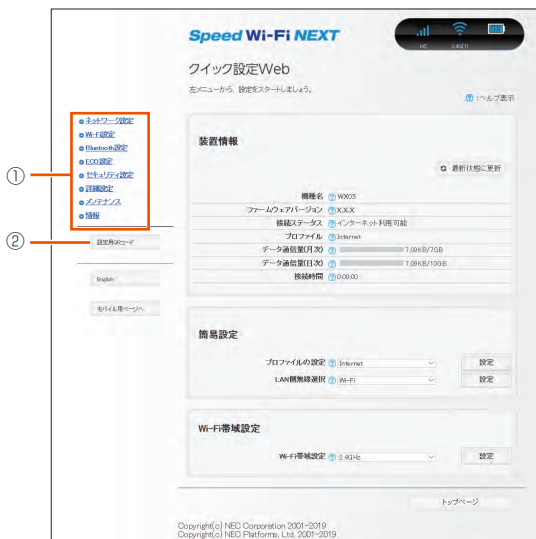 Speed Wi-Fi NEXT
クイック設定Web
左メニューから、設定をスタートしましょう。
:ヘルプ表示
①
ネットワーク設定
Wi-Fi設定
Bluetooth設定
ECO設定
セキュリティ設定
詳細設定
メンテナンス
情報
②
設定用QRコード
English
モバイル用ページへ
装置情報
最新状態に更新
機種名 WX05
ファームウェアバージョン X.X.X
接続ステータス インターネット利用可能
プロファイル Internet
データ通信量(月次) 7.09KB/7GB
データ通信量(日次) 7.09KB/10GB
接続時間 0:00:00
簡易設定
プロファイルの設定 Internet 設定
LAN側無線選択 Wi-Fi 設定
Wi-Fi帯域設定
Wi-Fi帯域設定 2.4GHz 設定
トップページ
Copyright(c) NEC Corporation 2001-2019
Copyright(c) NEC Platforms, Ltd. 2001-2019